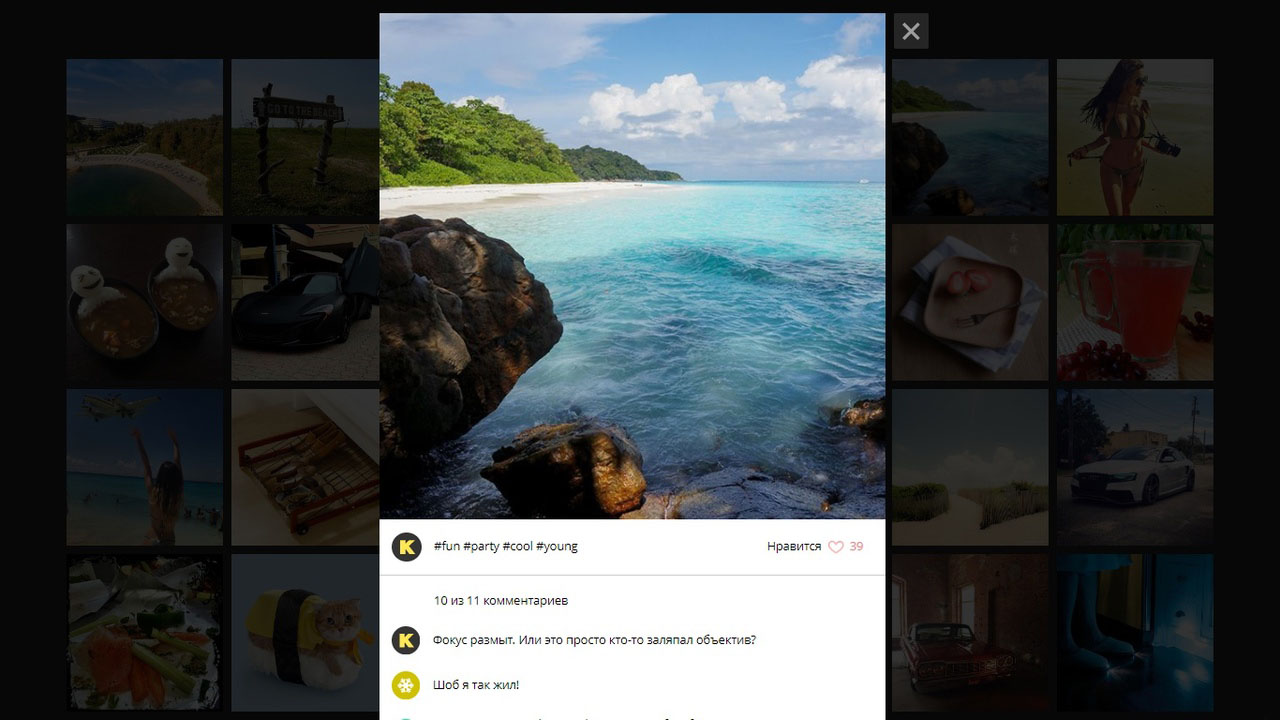 GO TO THE BEACH
#fun #party #cool #young
Нравится 39
10 из 11 комментариев
Фокус размыт. Или это просто кто-то заляпал объектив?
Шоб я так жил!